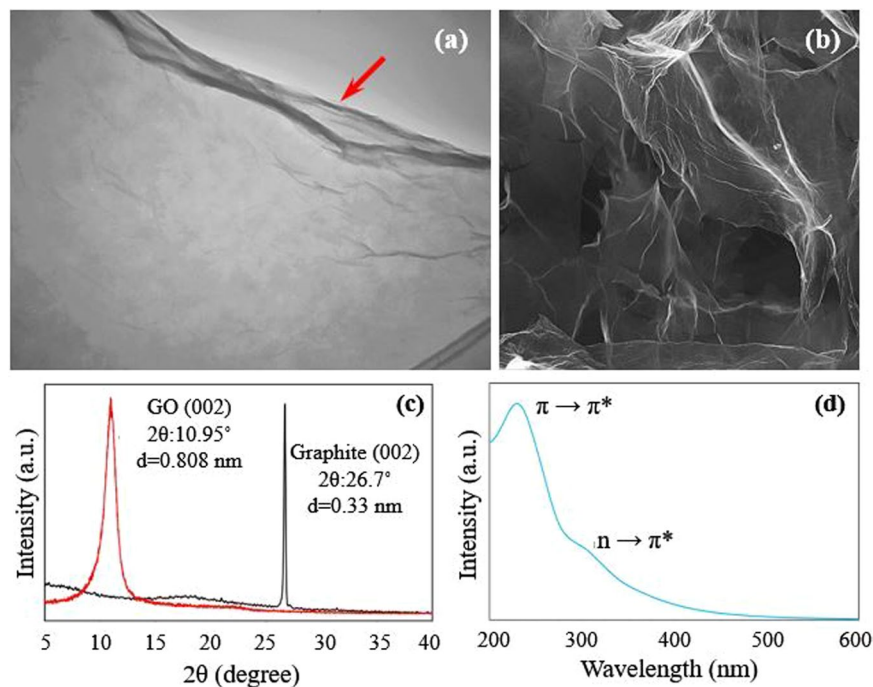 (a)
(b)
(c)
GO (002)
2θ:10.95°
d=0.808 nm
Graphite (002)
2θ:26.7°
d=0.33 nm
Intensity (a.u.)
5 10 15 20 25 30 35 40
2θ (degree)
(d)
π → π*
n → π*
Intensity (a.u.)
200 300 400 500 600
Wavelength (nm)